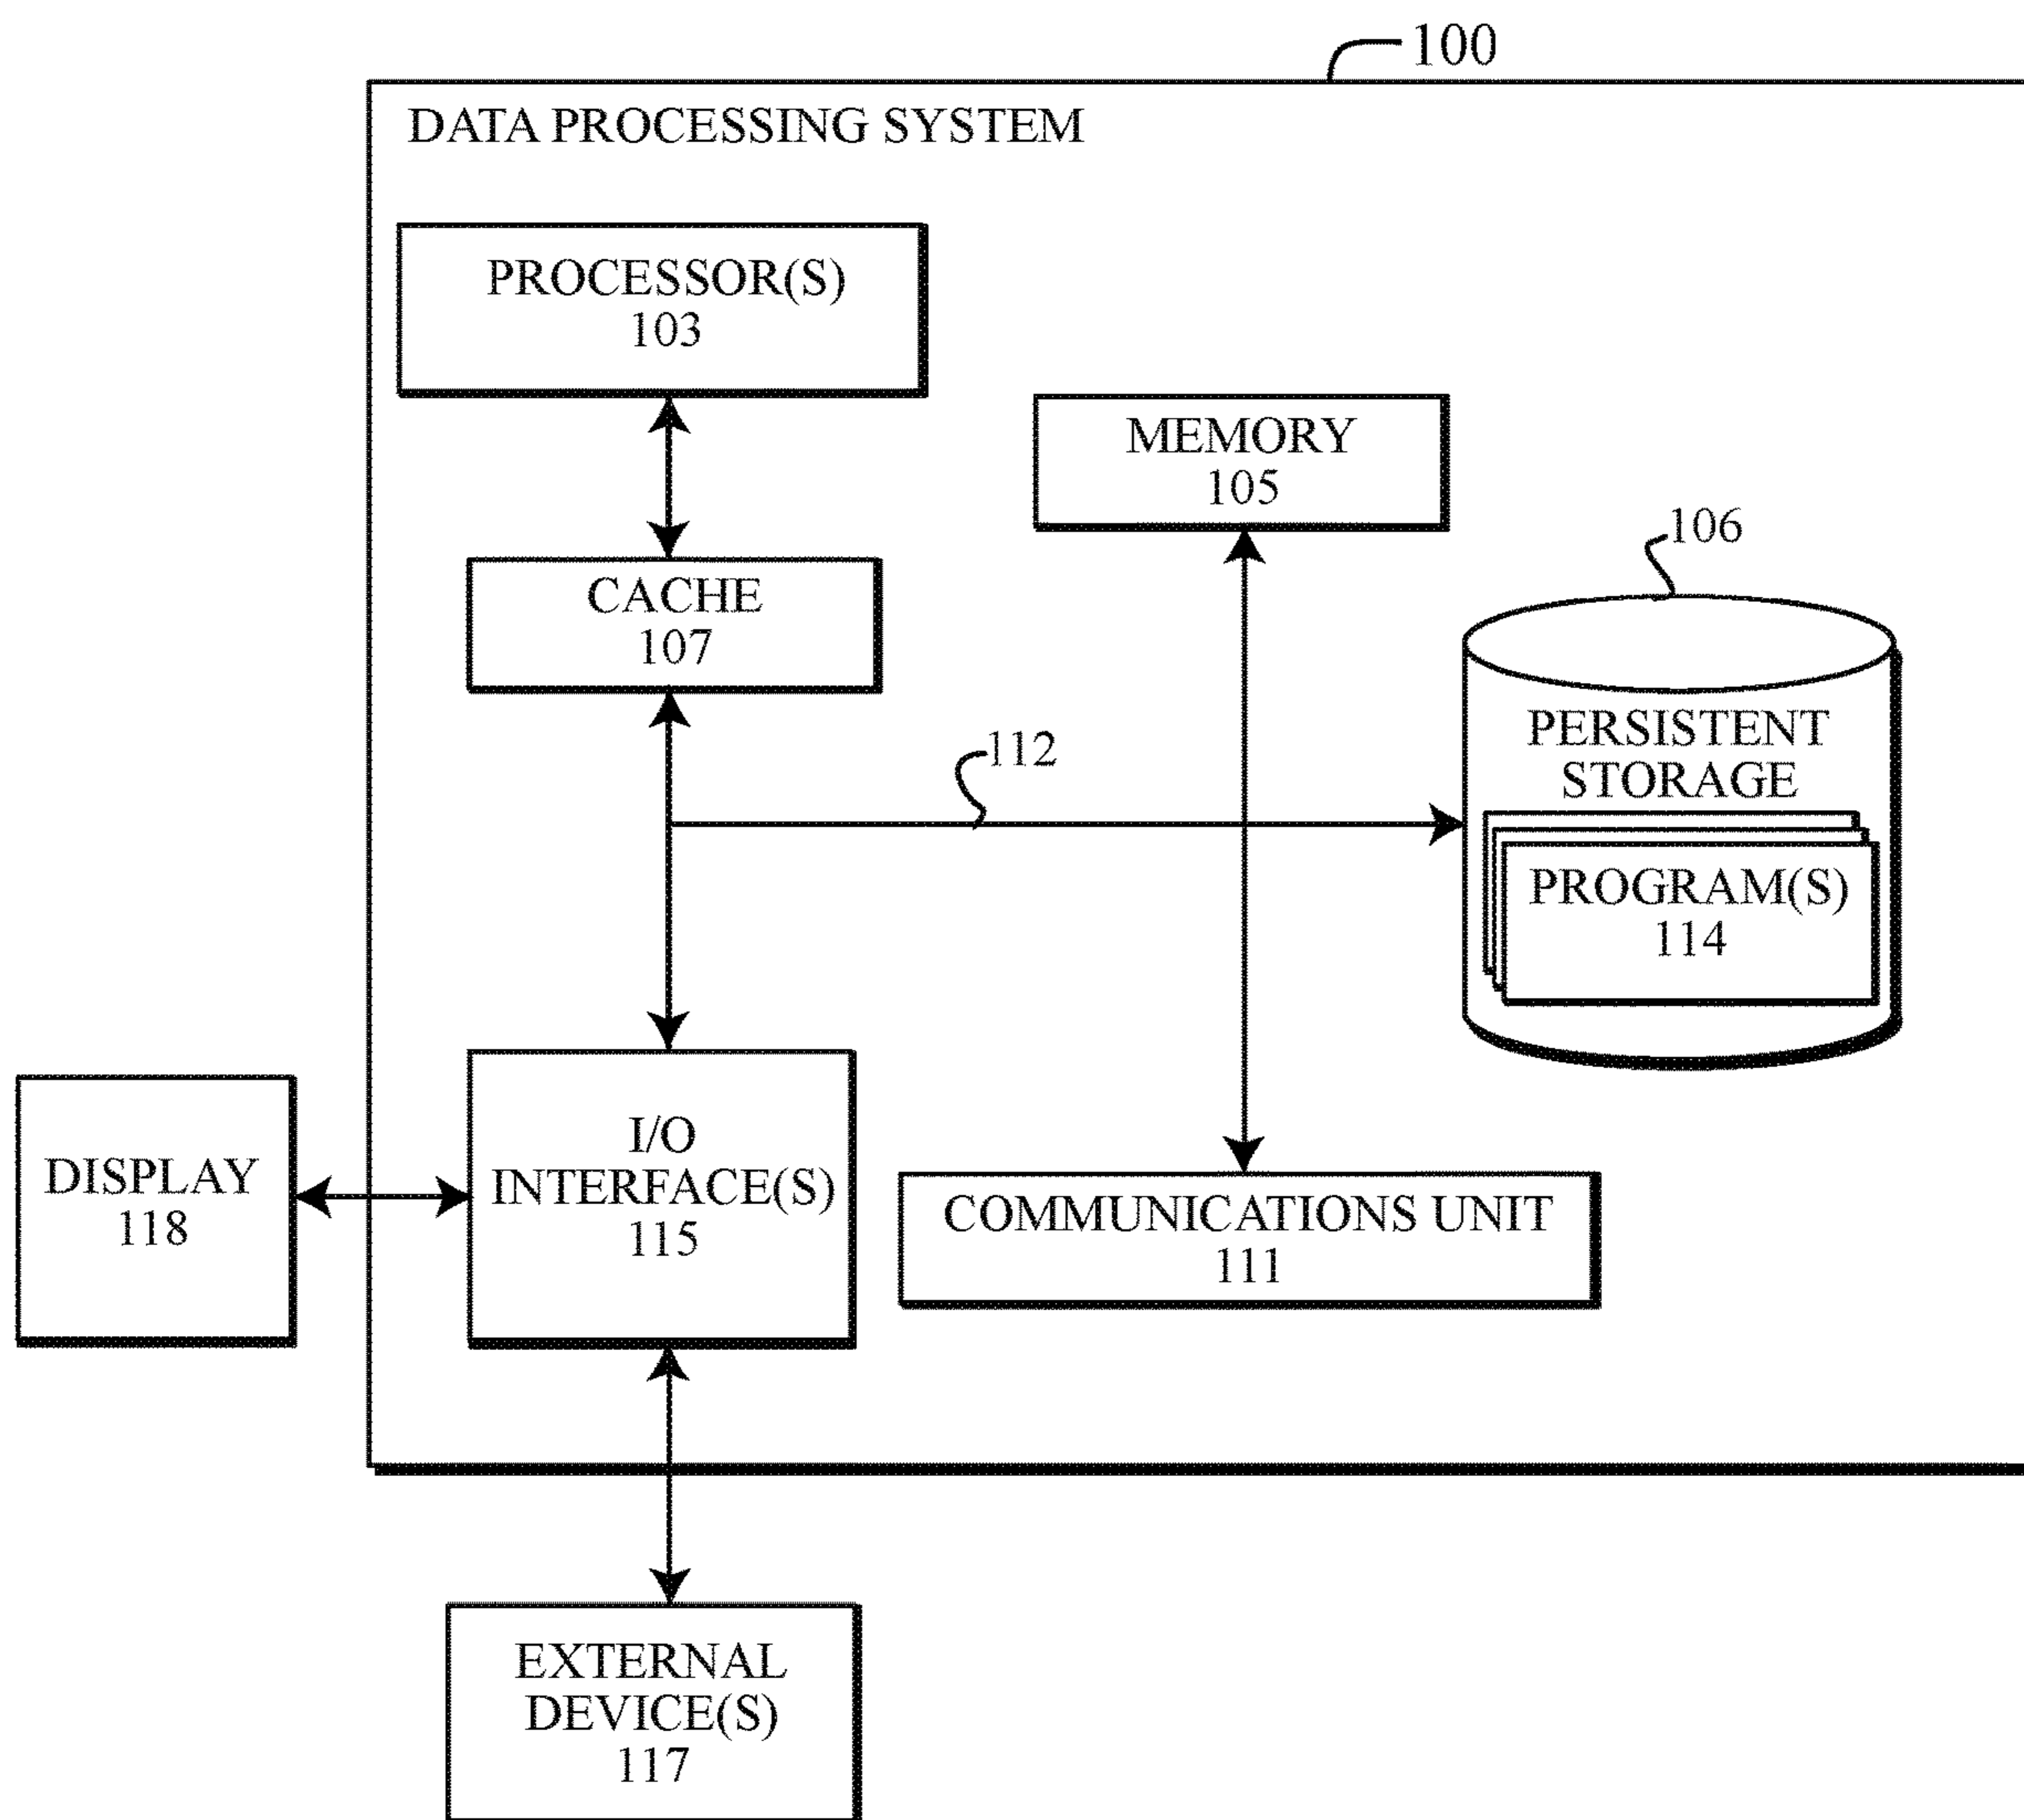 100
DATA PROCESSING SYSTEM
PROCESSOR(S)
103
MEMORY
105
106
CACHE
107
112
PERSISTENT
STORAGE
PROGRAM(S)
114
DISPLAY
118
I/O
INTERFACE(S)
115
COMMUNICATIONS UNIT
111
EXTERNAL
DEVICE(S)
117